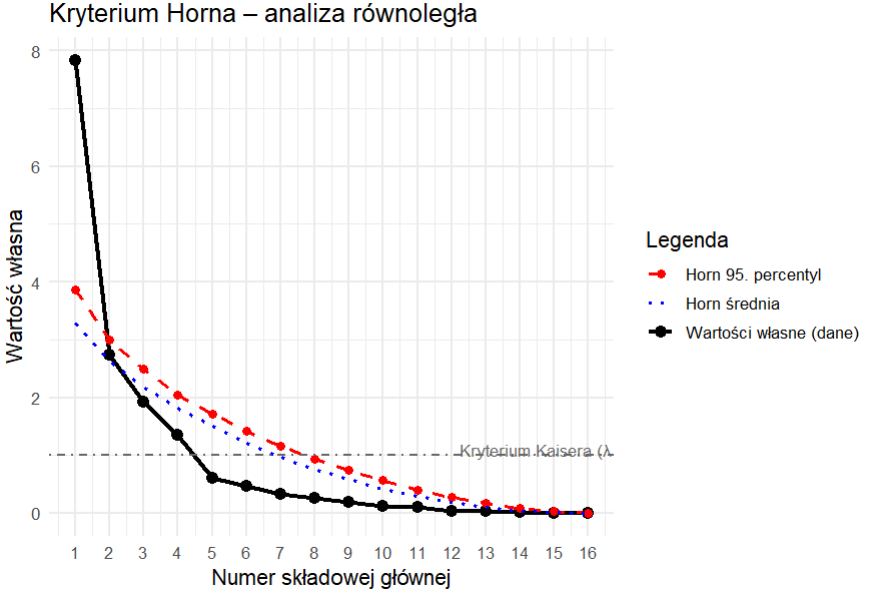 Kryterium Horna – analiza równoległa
Wartość własna
8
6
4
2
0
Kryterium Kaisera (λ
1 2 3 4 5 6 7 8 9 10 11 12 13 14 15 16
Numer składowej głównej
Legenda
Horn 95. percentyl
Horn średnia
Wartości własne (dane)